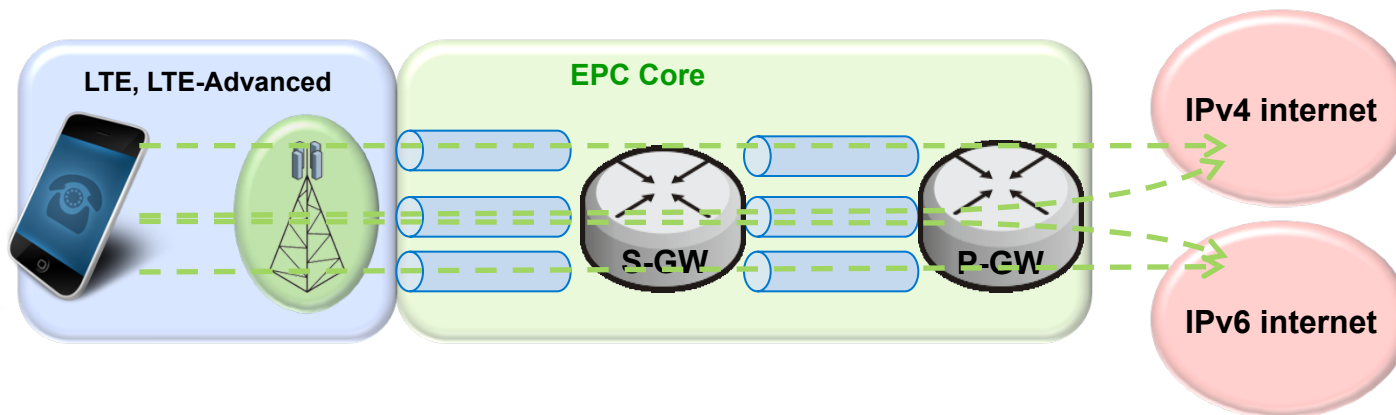 LTE, LTE-Advanced
EPC Core
IPv4 internet
S-GW
P-GW
IPv6 internet